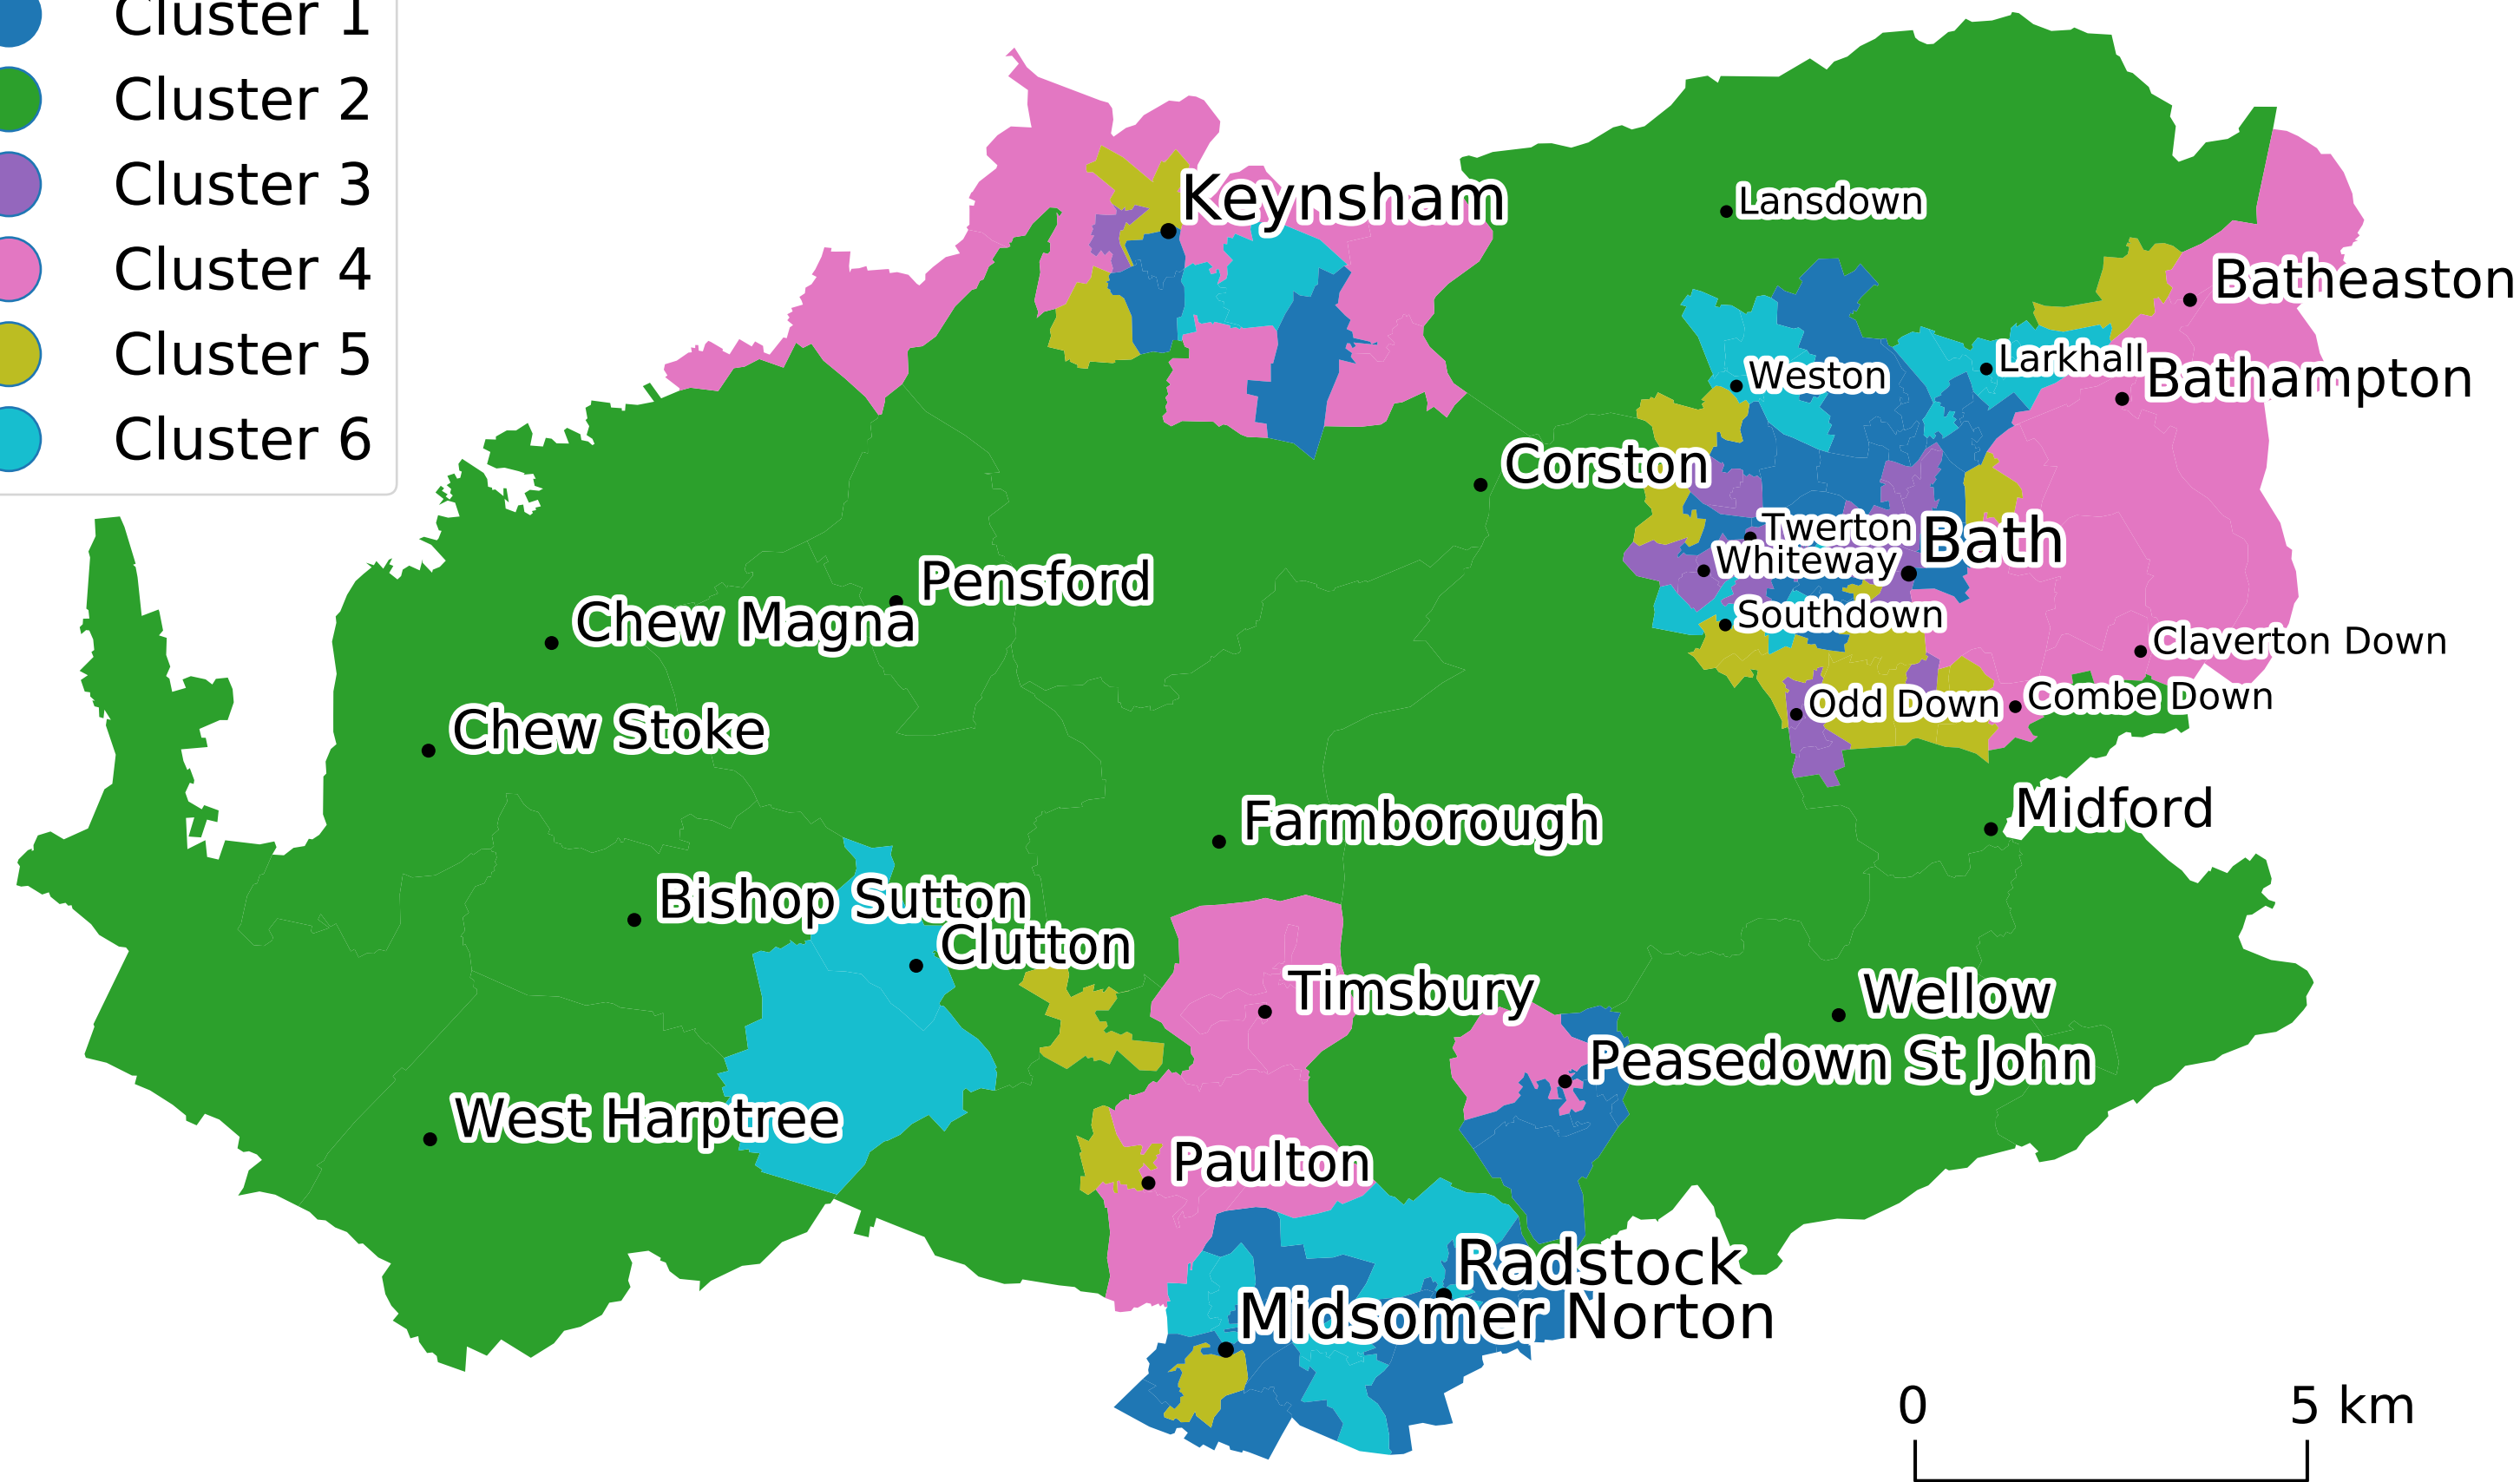 Cluster 1
Cluster 2
Cluster 3
Cluster 4
Cluster 5
Cluster 6
Keynsham
Lansdown
Batheaston
Larkhall
Weston
Bathampton
Corston
Twerton
Bath
Whiteway
Pensford
Chew Magna
Southdown
Claverton Down
Combe Down
Odd Down
Chew Stoke
Midford
Farmborough
Bishop Sutton
Clutton
Timsbury
Wellow
Peasedown St John
West Harptree
Paulton
Radstock
Midsomer Norton
0 5 km